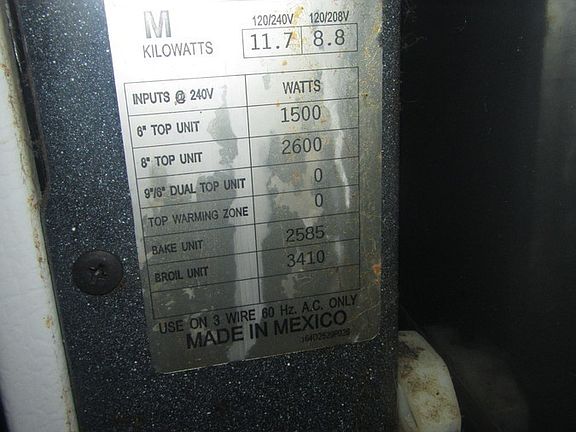 M 120/240V 120/208V
KILOWATTS 11.7 8.8
INPUTS @ 240V WATTS
6" TOP UNIT 1500
8" TOP UNIT 2600
9"/6" DUAL TOP UNIT 0
TOP WARMING ZONE 0
BAKE UNIT 2585
BROIL UNIT 3410
USE ON 3 WIRE 60 Hz. A.C. ONLY
MADE IN MEXICO